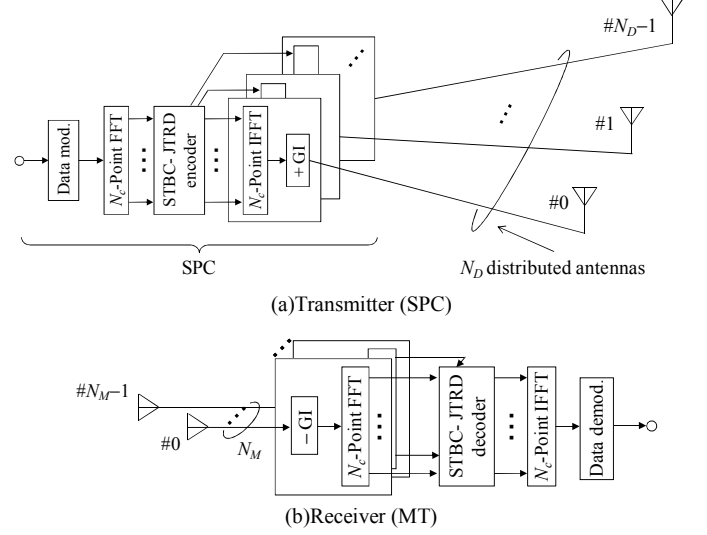 #N_D−1
#1
#0
Data mod.
N_c-Point FFT
STBC- JTRD
encoder
N_c-Point IFFT
+ GI
SPC
N_D distributed antennas
(a)Transmitter (SPC)
#N_M−1
#0
N_M
− GI
N_c-Point FFT
STBC- JTRD
decoder
N_c-Point IFFT
Data demod.
(b)Receiver (MT)